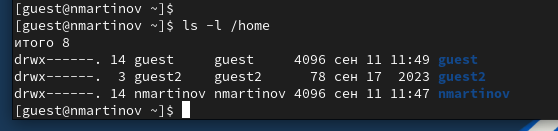 [guest@nmartinov ~]$
[guest@nmartinov ~]$ ls -l /home
итого 8
drwx------. 14 guest     guest     4096 сен 11 11:49 guest
drwx------.  3 guest2    guest2      78 сен 17  2023 guest2
drwx------. 14 nmartinov nmartinov 4096 сен 11 11:47 nmartinov
[guest@nmartinov ~]$